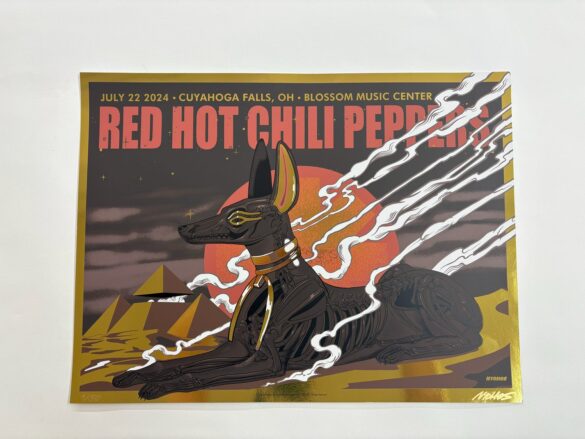 JULY 22 2024 • CUYAHOGA FALLS, OH • BLOSSOM MUSIC CENTER
RED HOT CHILI PEPPERS